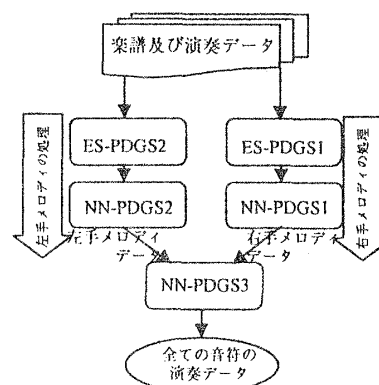 楽譜及び演奏データ
左手メロディの処理
ES-PDGS2
ES-PDGS1
右手メロディの処理
NN-PDGS2
NN-PDGS1
左手メロディ
データ
右手メロディ
データ
NN-PDGS3
全ての音符の
演奏データ